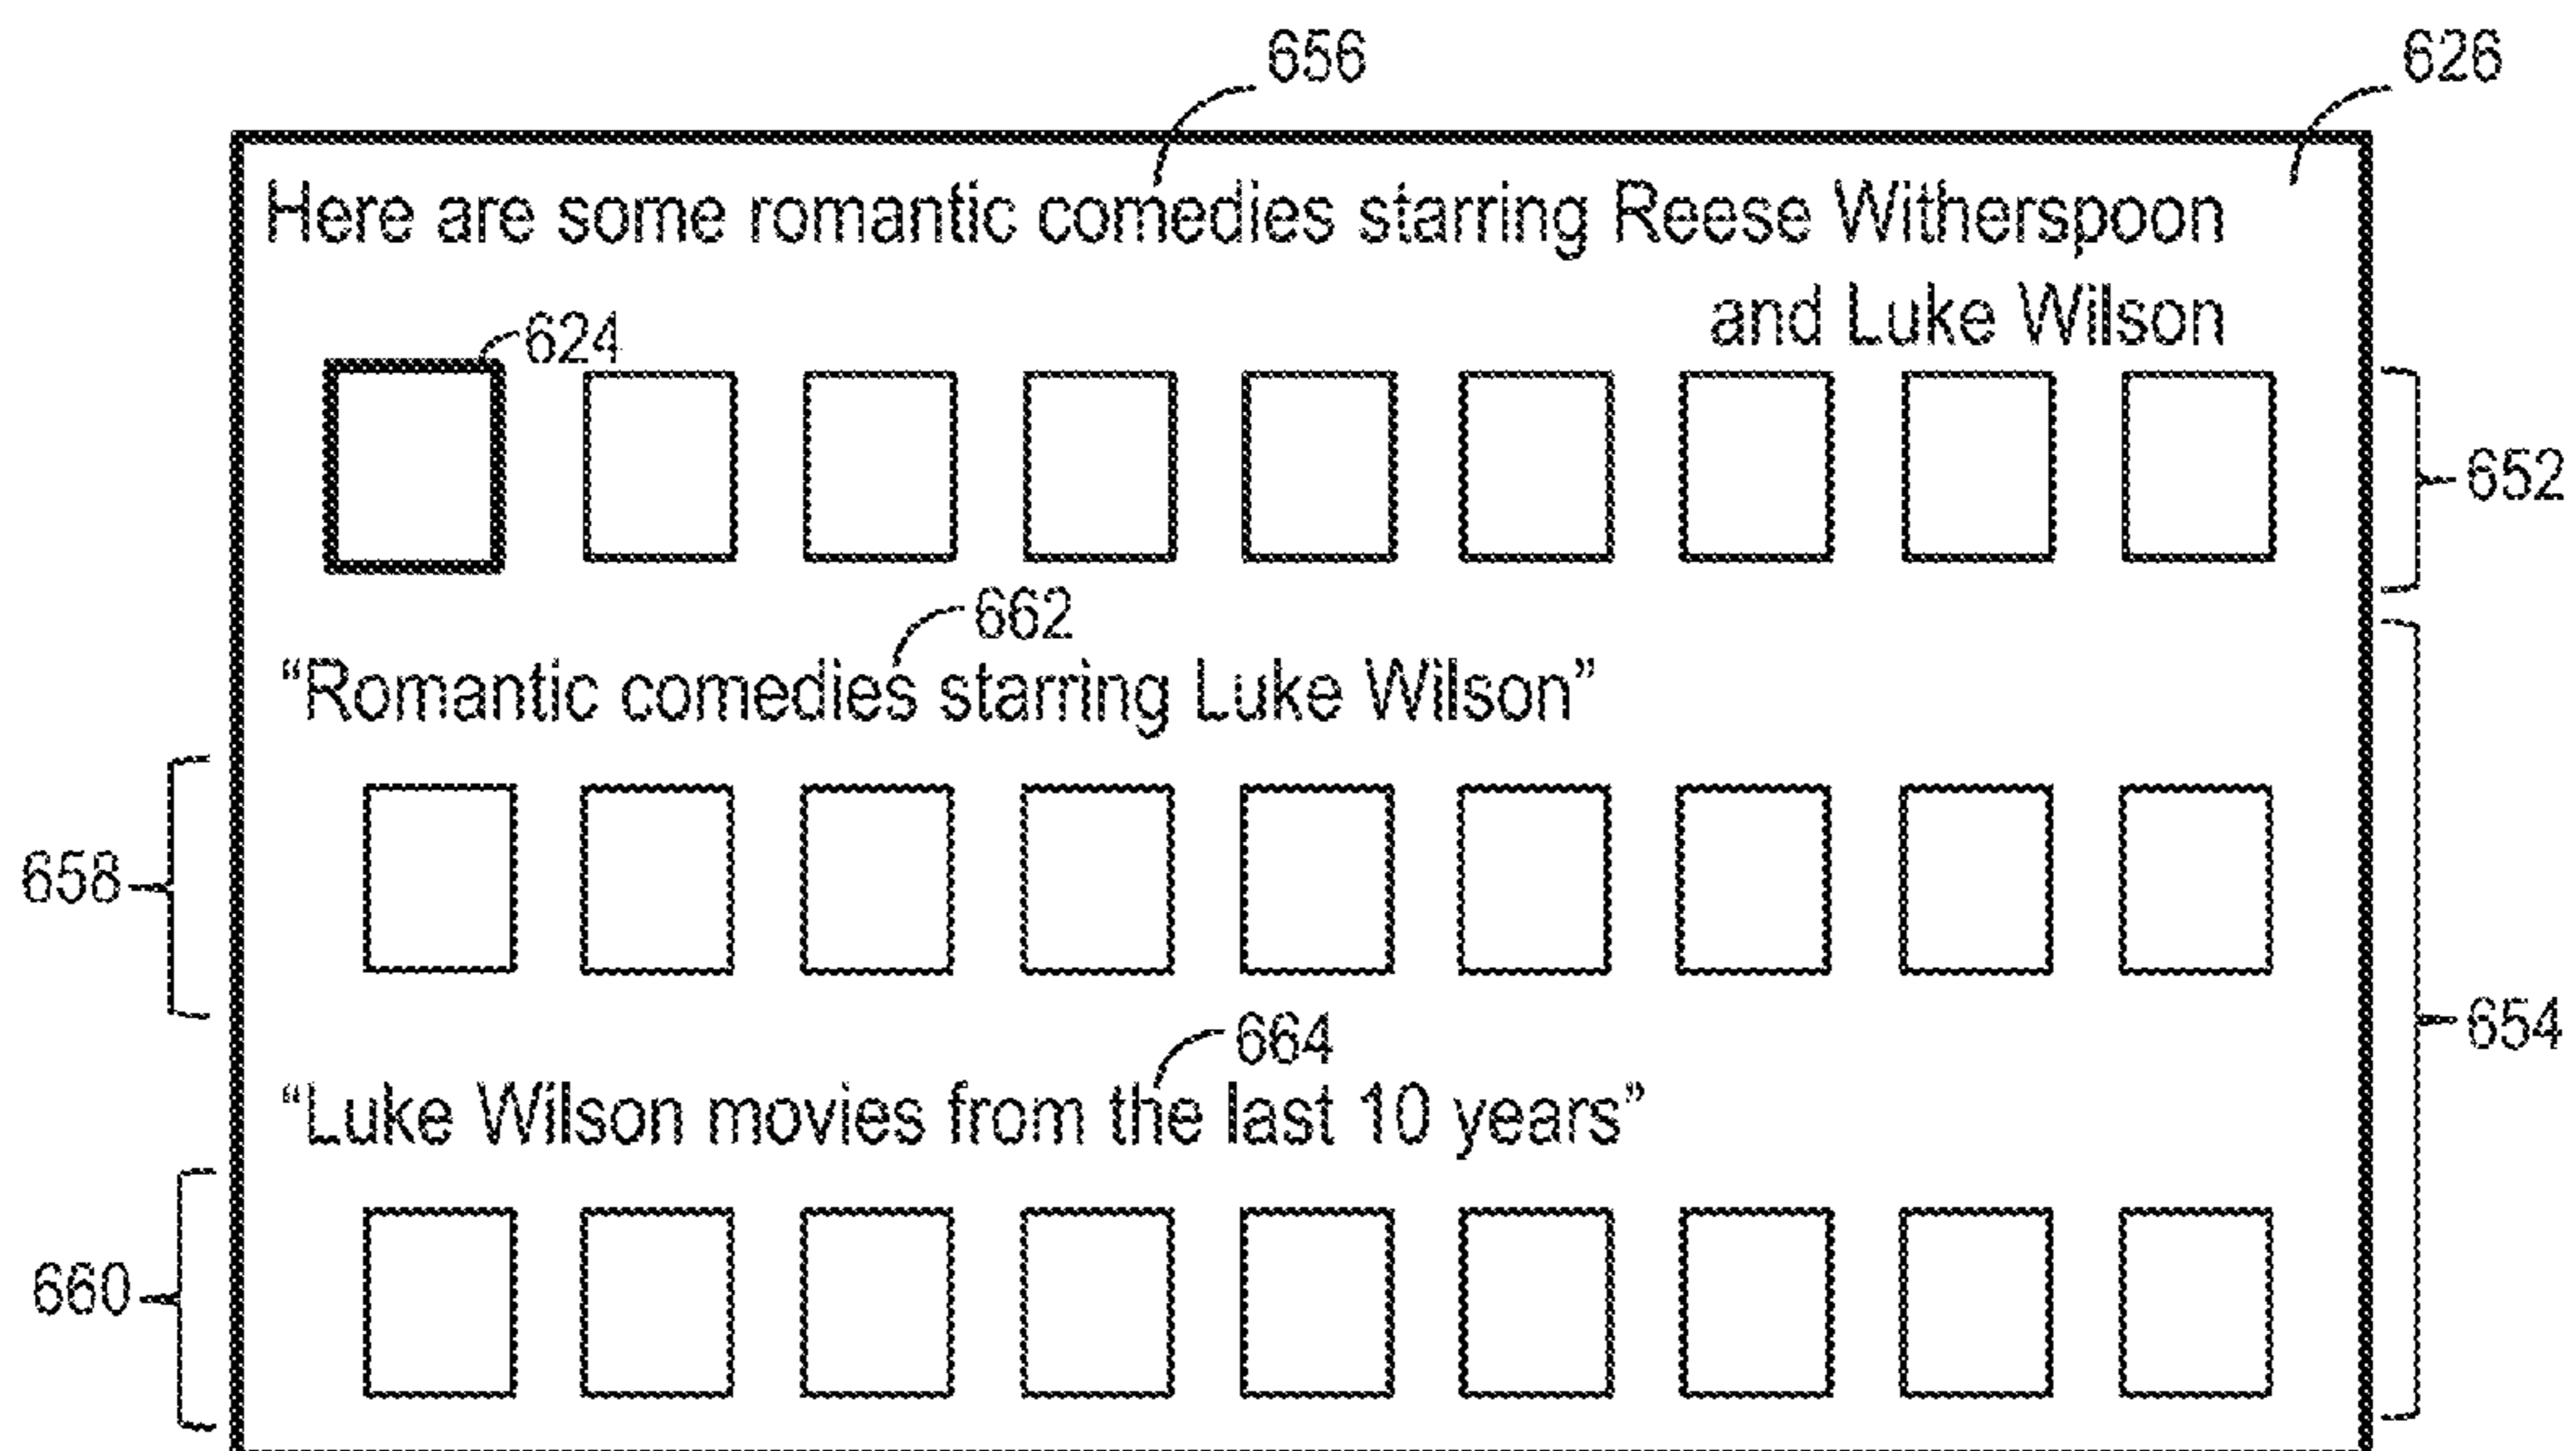 656
626
Here are some romantic comedies starring Reese Witherspoon
and Luke Wilson
624
652
662
“Romantic comedies starring Luke Wilson”
658
654
664
“Luke Wilson movies from the last 10 years”
660